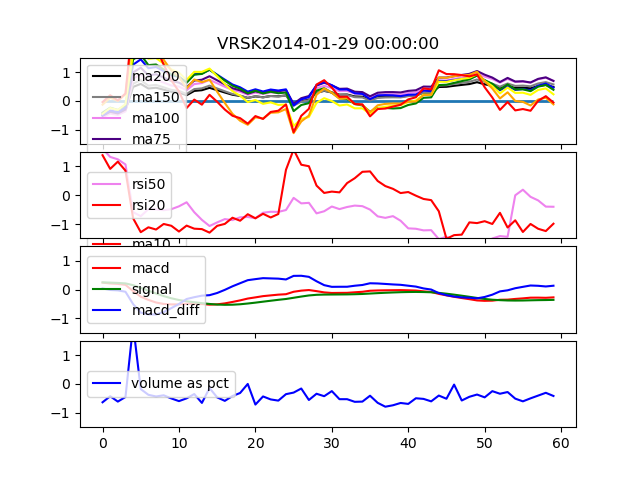 VRSK2014-01-29 00:00:00
1
0
−1
ma200
ma150
ma100
ma75
1
0
−1
rsi50
rsi20
ma10
1
0
−1
macd
signal
macd_diff
1
0
−1
volume as pct
0 10 20 30 40 50 60